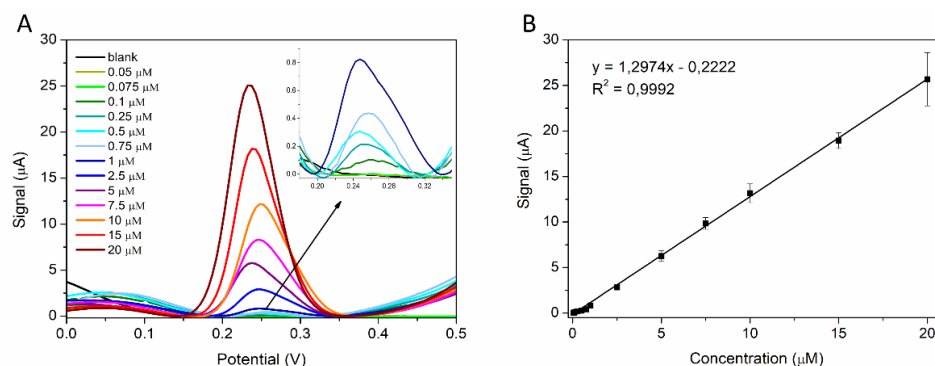 A
30
25
20
15
10
5
0
Signal (µA)
0.0
0.1
0.2
0.3
0.4
0.5
Potential (V)
blank
0.05 µM
0.075 µM
0.1 µM
0.25 µM
0.5 µM
0.75 µM
1 µM
2.5 µM
5 µM
7.5 µM
10 µM
15 µM
20 µM
0.8
0.6
0.4
0.2
0.0
0.20
0.24
0.28
0.32
B
30
25
20
15
10
5
0
Signal (µA)
y = 1,2974x - 0,2222
R² = 0,9992
0
5
10
15
20
Concentration (µM)